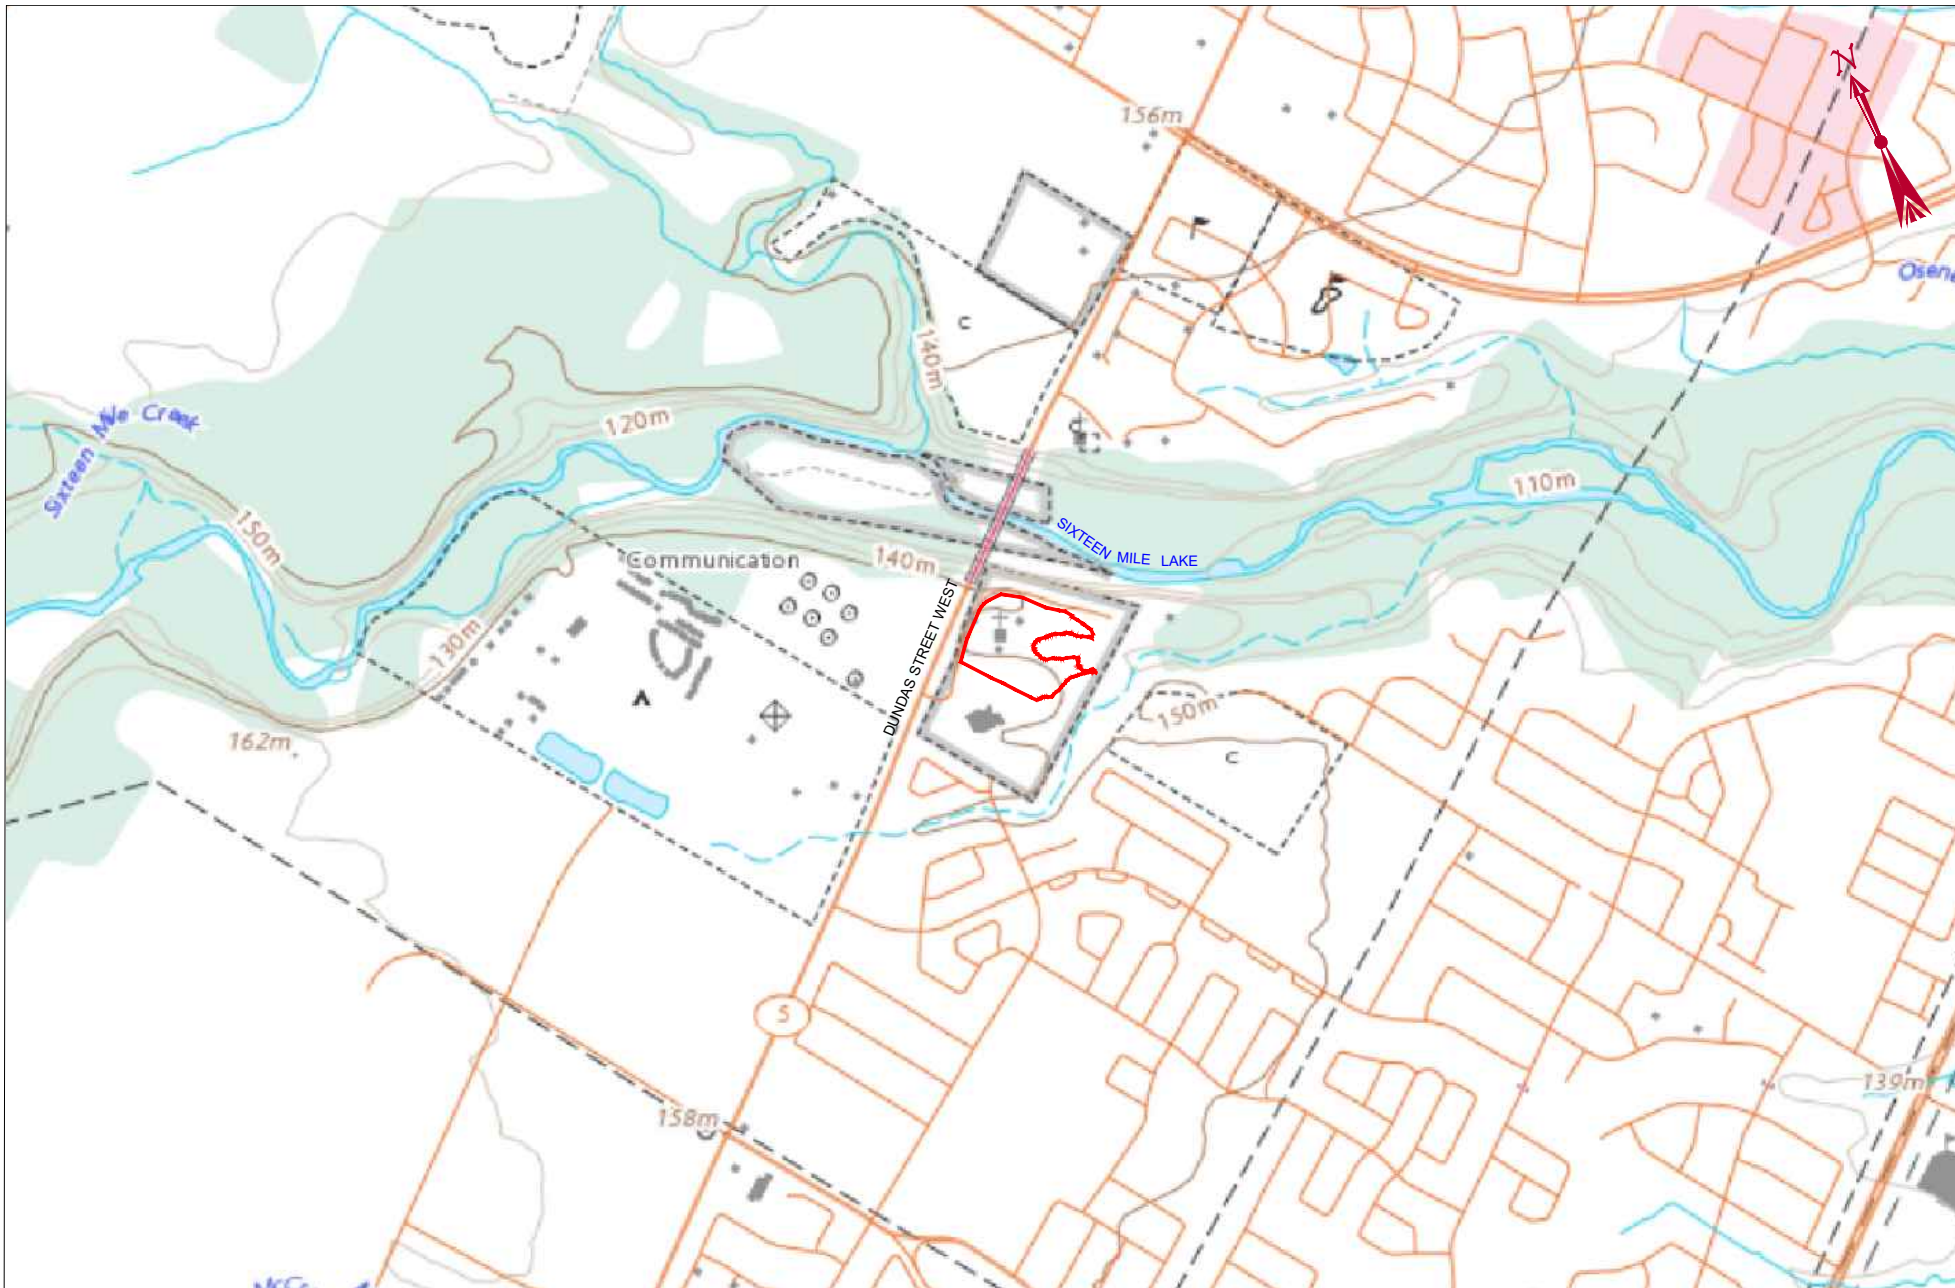 N
156m
Osene
C
140m
Sixteen Mile Creek
120m
C
110m
150m
SIXTEEN MILE LAKE
Communication
140m
DUNDAS STREET WEST
130m
A
150m
162m
C
5
139m
158m